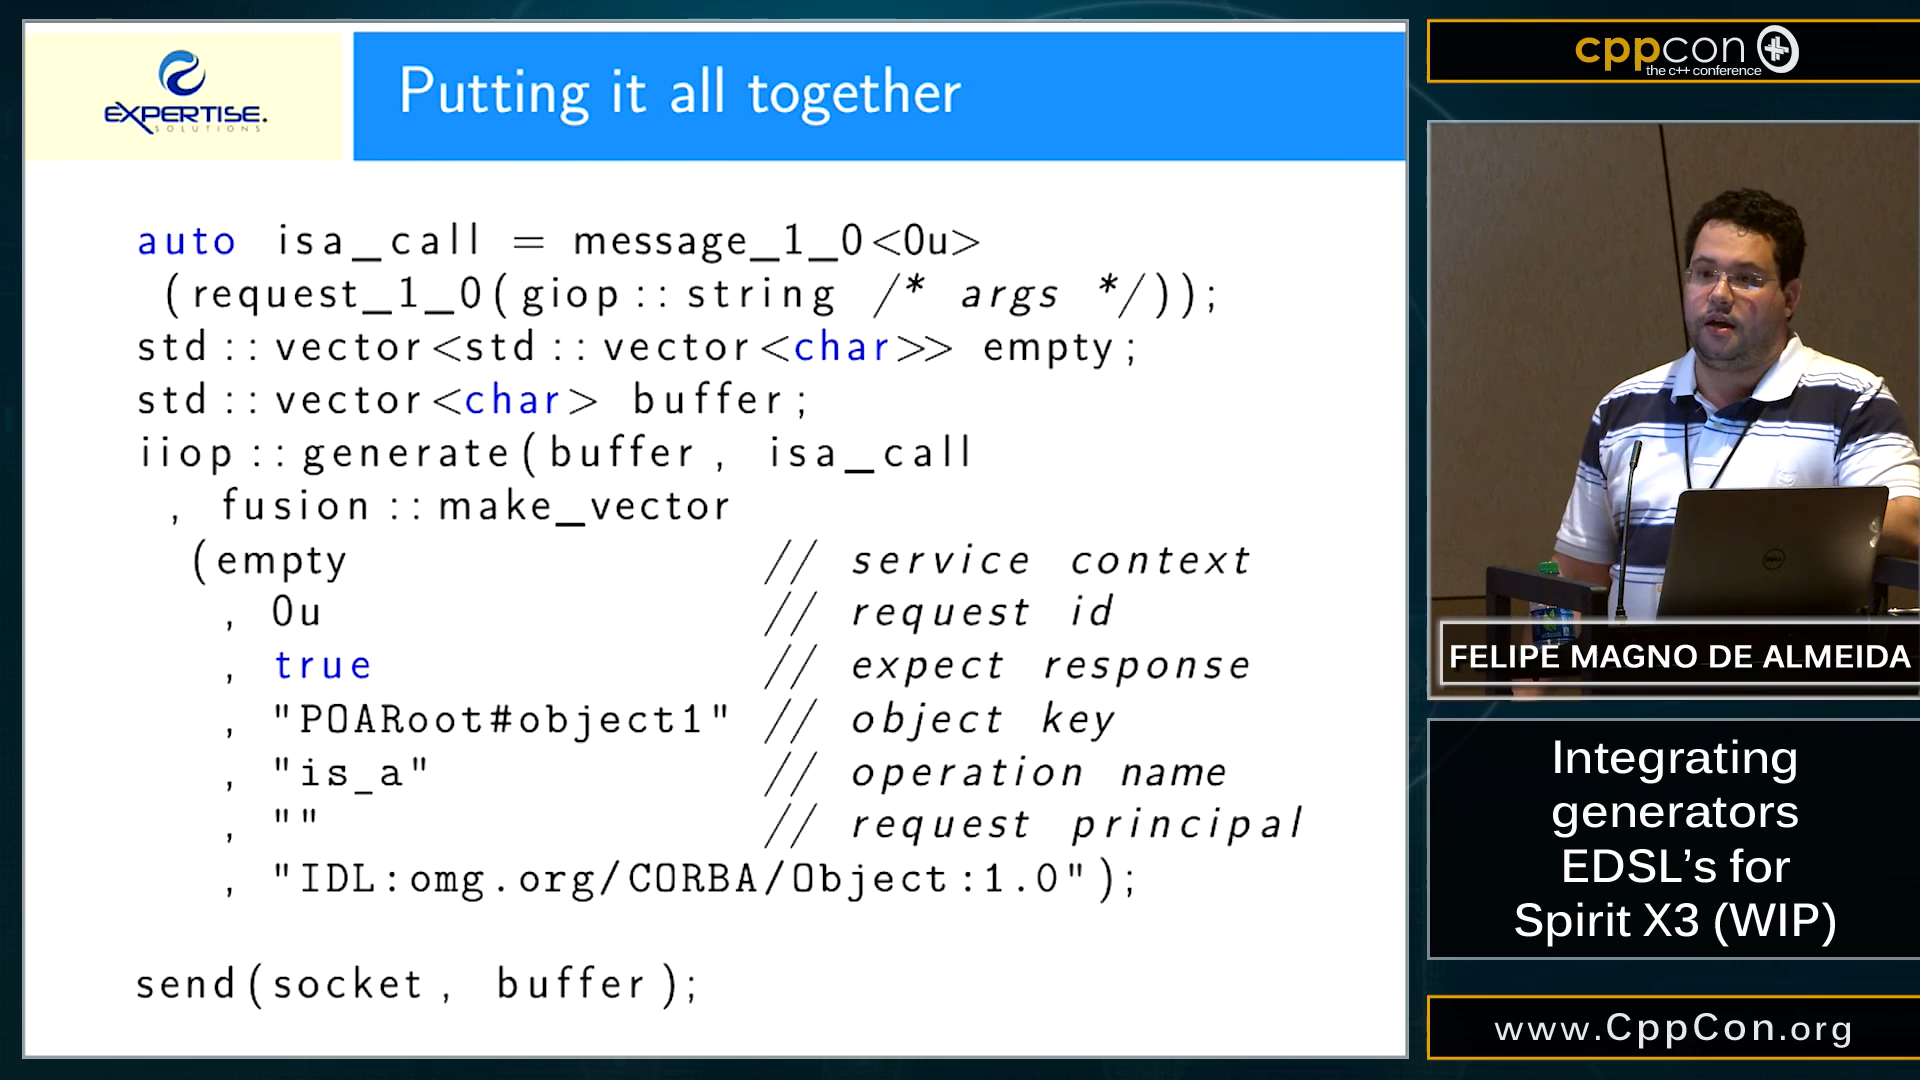 EXPERTISE.
SOLUTIONS
Putting it all together
auto isa_call = message_1_0<0u>
(request_1_0(giop::string /* args */));
std::vector<std::vector<char>> empty;
std::vector<char> buffer;
iiop::generate(buffer, isa_call
, fusion::make_vector
(empty // service context
, 0u // request id
, true // expect response
, "POARoot#object1" // object key
, "is_a" // operation name
, "" // request principal
, "IDL:omg.org/CORBA/Object:1.0");
send(socket, buffer);
cppcon
the c++ conference
DELL
FELIPE MAGNO DE ALMEIDA
Integrating
generators
EDSL’s for
Spirit X3 (WIP)
www.CppCon.org